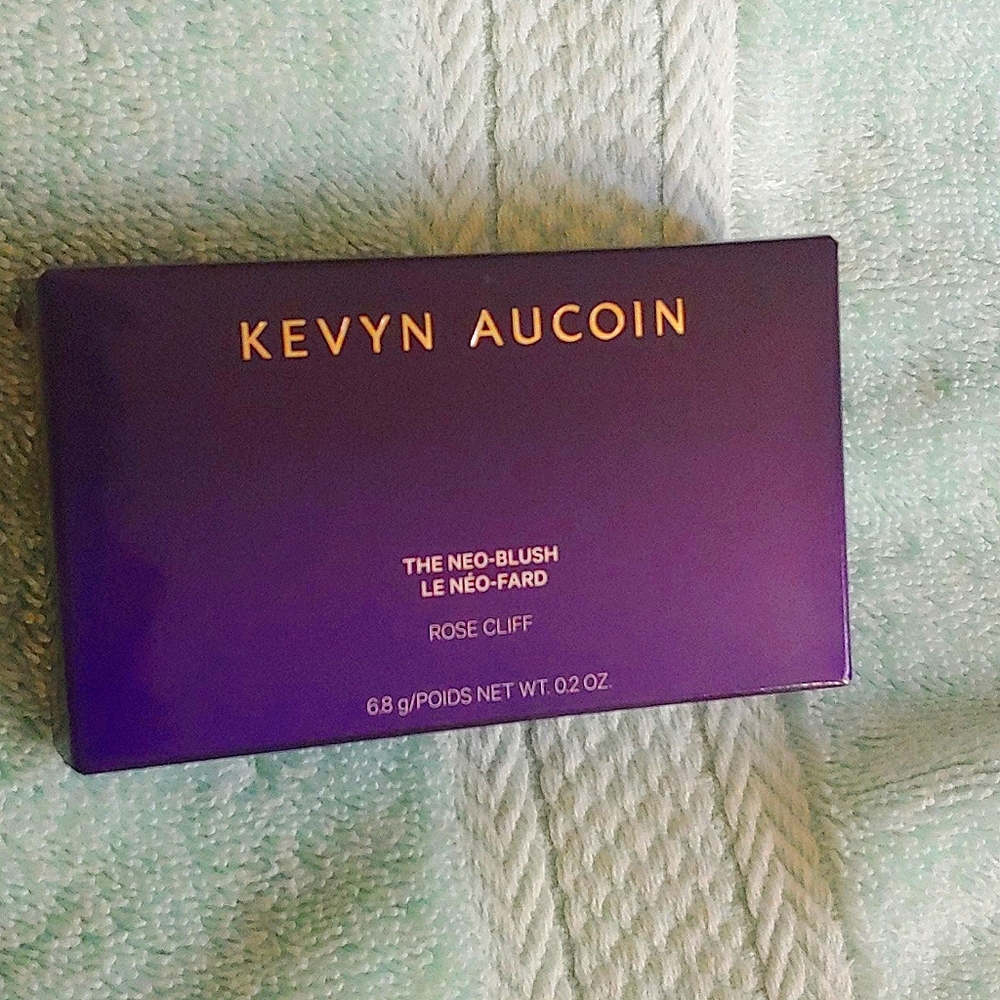 KEVYN AUCOIN
THE NEO-BLUSH
LE NÉO-FARD
ROSE CLIFF
6.8 g/POIDS NET WT. 0.2 OZ.